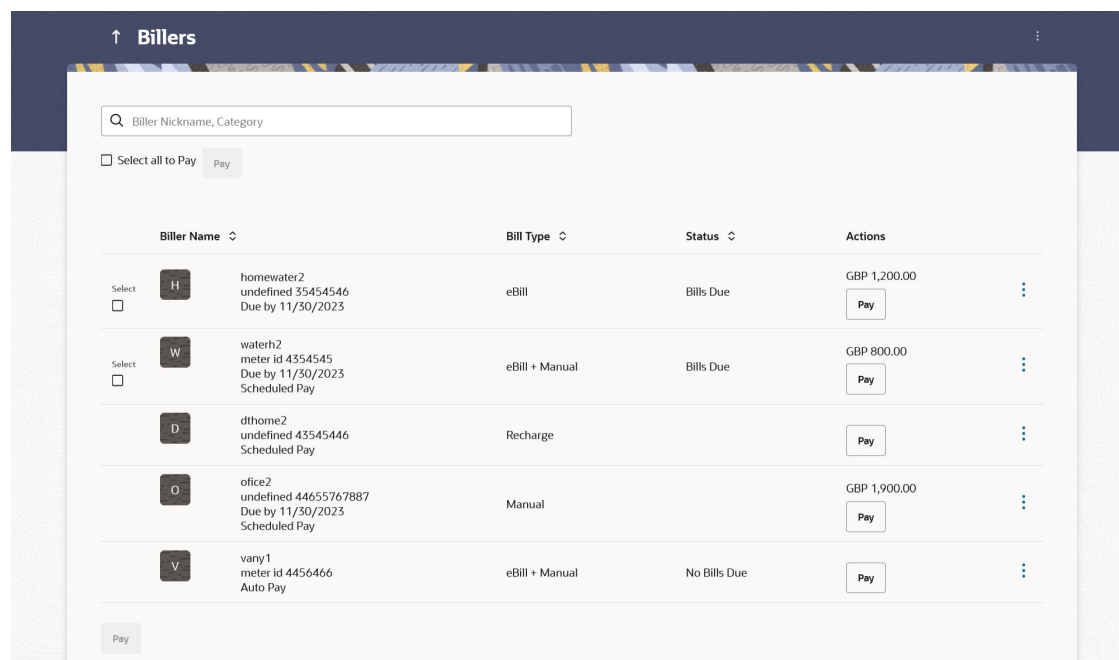 Billers
Biller Nickname, Category
Select all to Pay Pay
Biller Name Bill Type Status Actions
Select H homewater2
undefined 35454546
Due by 11/30/2023
eBill Bills Due GBP 1,200.00
Pay
Select W waterh2
meter id 4354545
Due by 11/30/2023
Scheduled Pay
eBill + Manual Bills Due GBP 800.00
Pay
D dthome2
undefined 43545446
Scheduled Pay
Recharge Pay
O ofice2
undefined 44655767887
Due by 11/30/2023
Scheduled Pay
Manual GBP 1,900.00
Pay
V vany1
meter id 4456466
Auto Pay
eBill + Manual No Bills Due Pay
Pay